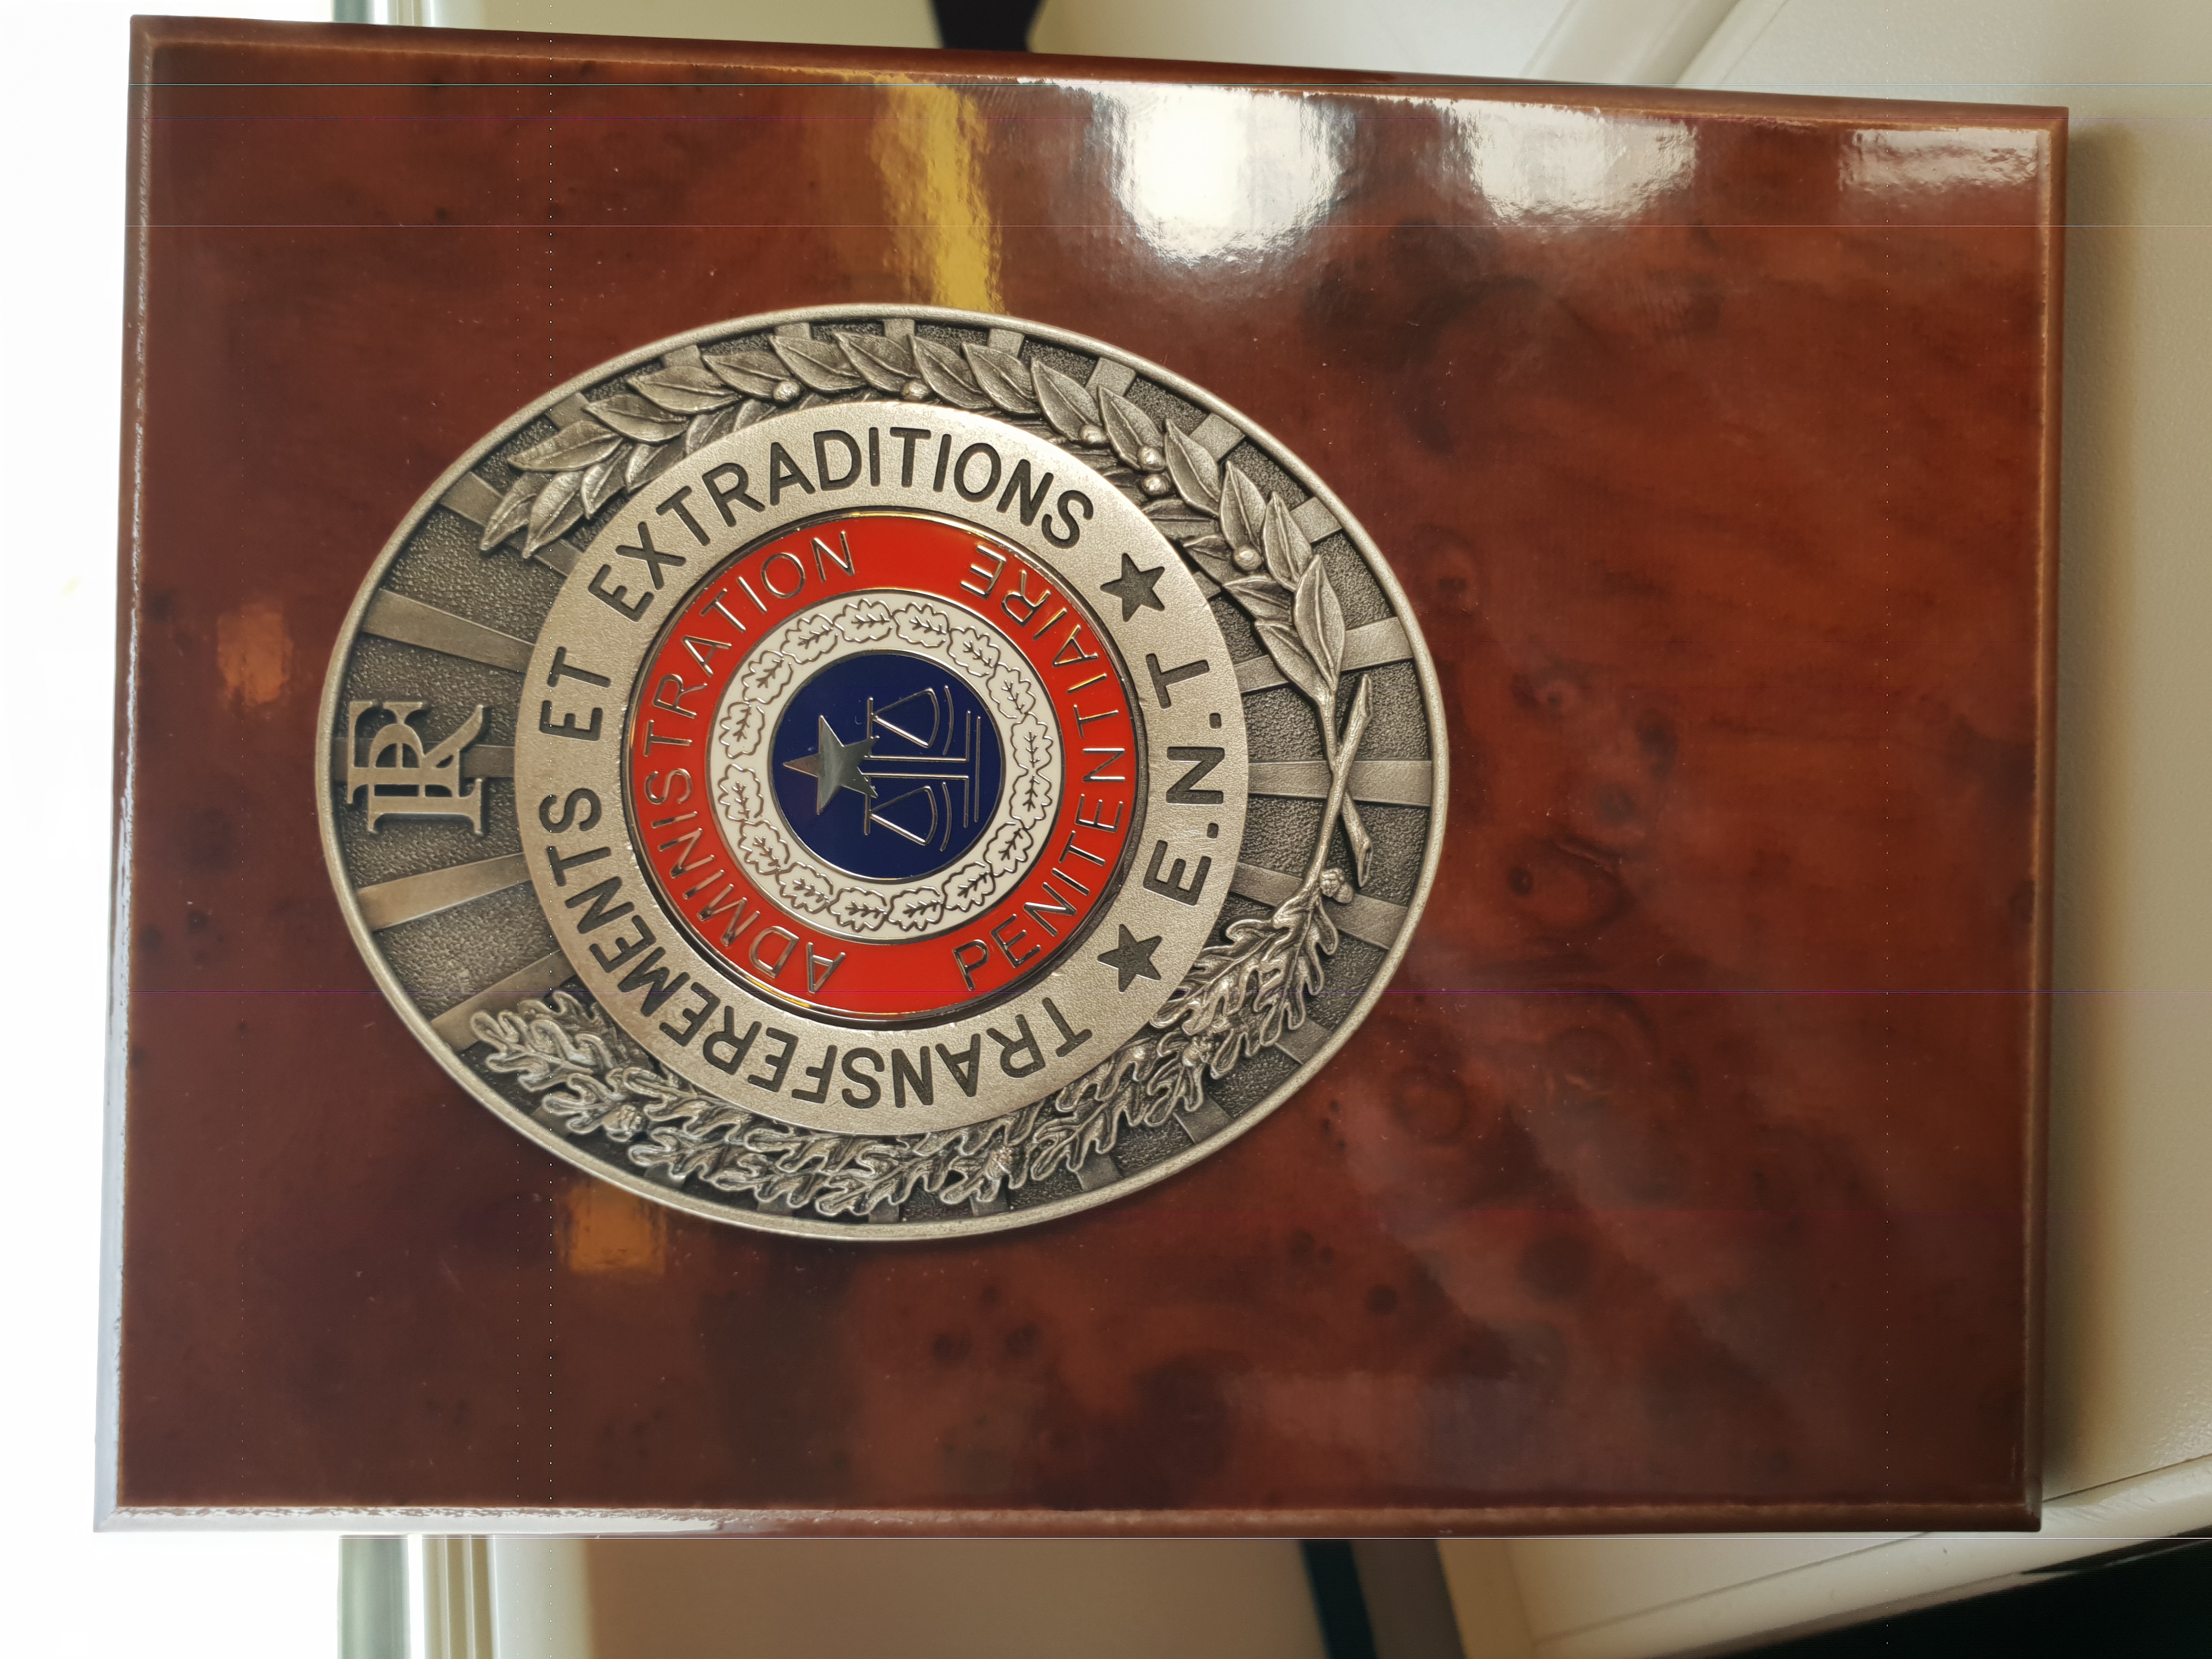 RF
TRANSFEREMENTS ET EXTRADITIONS
★ E.N.T ★
ADMINISTRATION
PENITENTIAIRE